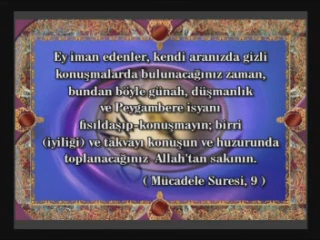 Ey iman edenler, kendi aranızda gizli
konuşmalarda bulunacağınız zaman,
bundan böyle günah, düşmanlık
ve Peygambere isyanı
fısıldaşıp-konuşmayın; birri
(iyiliği) ve takvayı konuşun ve huzurunda
toplanacağınız Allah'tan sakının.
( Mücadele Suresi, 9 )